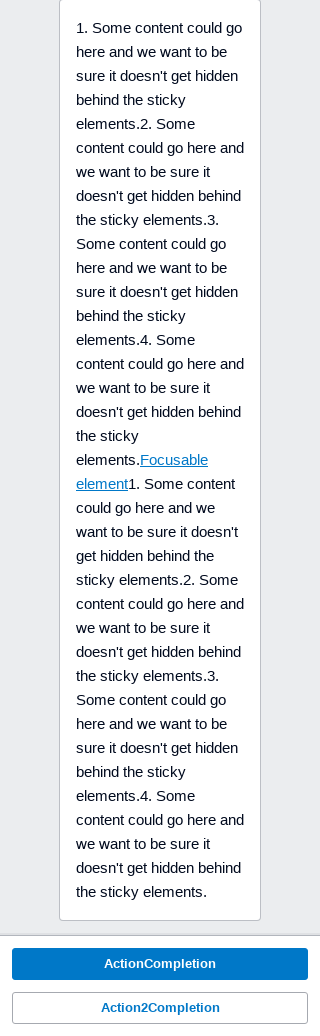 1. Some content could go
here and we want to be
sure it doesn't get hidden
behind the sticky
elements.2. Some
content could go here and
we want to be sure it
doesn't get hidden behind
the sticky elements.3.
Some content could go
here and we want to be
sure it doesn't get hidden
behind the sticky
elements.4. Some
content could go here and
we want to be sure it
doesn't get hidden behind
the sticky
elements.Focusable
element1. Some content
could go here and we
want to be sure it doesn't
get hidden behind the
sticky elements.2. Some
content could go here and
we want to be sure it
doesn't get hidden behind
the sticky elements.3.
Some content could go
here and we want to be
sure it doesn't get hidden
behind the sticky
elements.4. Some
content could go here and
we want to be sure it
doesn't get hidden behind
the sticky elements.
ActionCompletion
Action2Completion